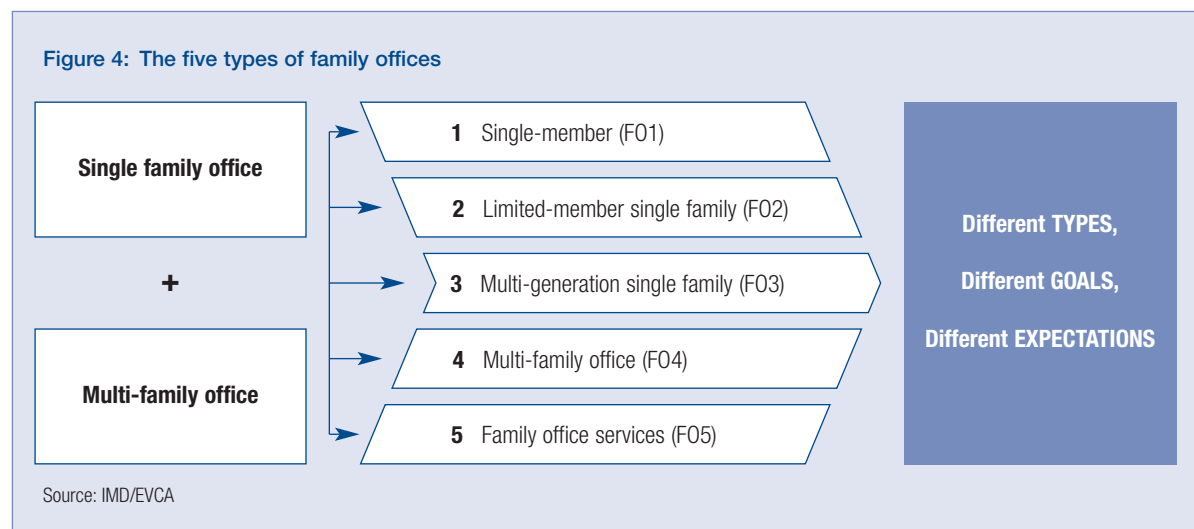 Figure 4: The five types of family offices
Single family office
+
Multi-family office
1 Single-member (FO1)
2 Limited-member single family (FO2)
3 Multi-generation single family (FO3)
4 Multi-family office (FO4)
5 Family office services (FO5)
Different TYPES,
Different GOALS,
Different EXPECTATIONS
Source: IMD/EVCA